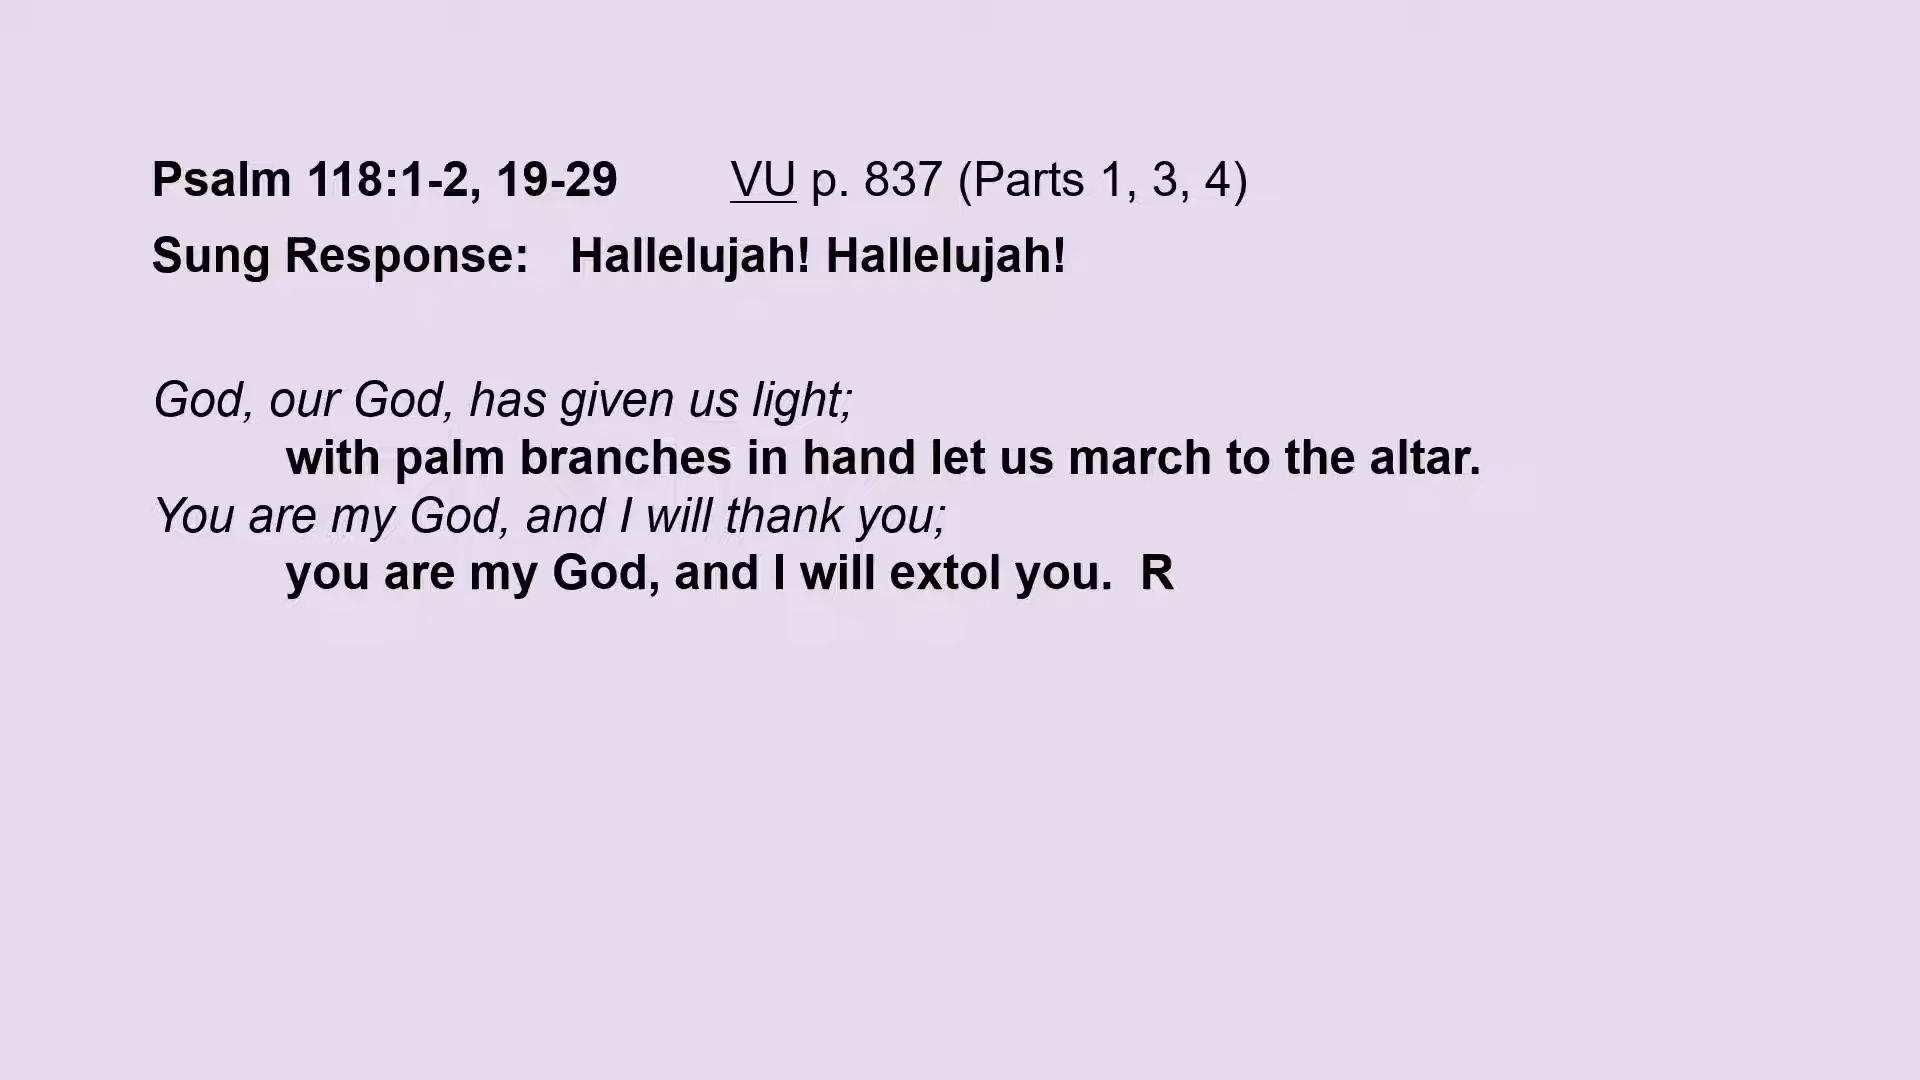 Psalm 118:1-2, 19-29 VU p. 837 (Parts 1, 3, 4)
Sung Response: Hallelujah! Hallelujah!
God, our God, has given us light;
with palm branches in hand let us march to the altar.
You are my God, and I will thank you;
you are my God, and I will extol you. R